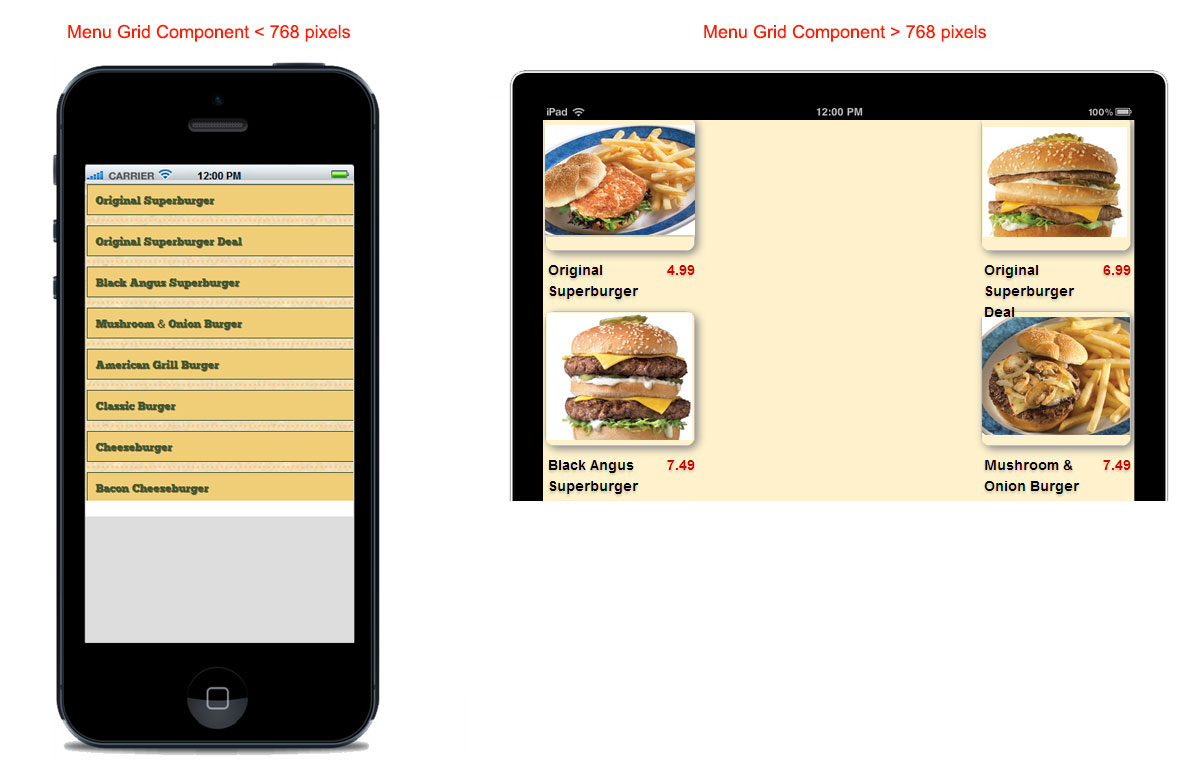 Menu Grid Component < 768 pixels
CARRIER 12:00 PM
Original Superburger
Original Superburger Deal
Black Angus Superburger
Mushroom & Onion Burger
American Grill Burger
Classic Burger
Cheeseburger
Bacon Cheeseburger
Menu Grid Component > 768 pixels
iPad 12:00 PM 100%
Original 4.99
Superburger
Original 6.99
Superburger
Deal
Black Angus 7.49
Superburger
Mushroom & 7.49
Onion Burger